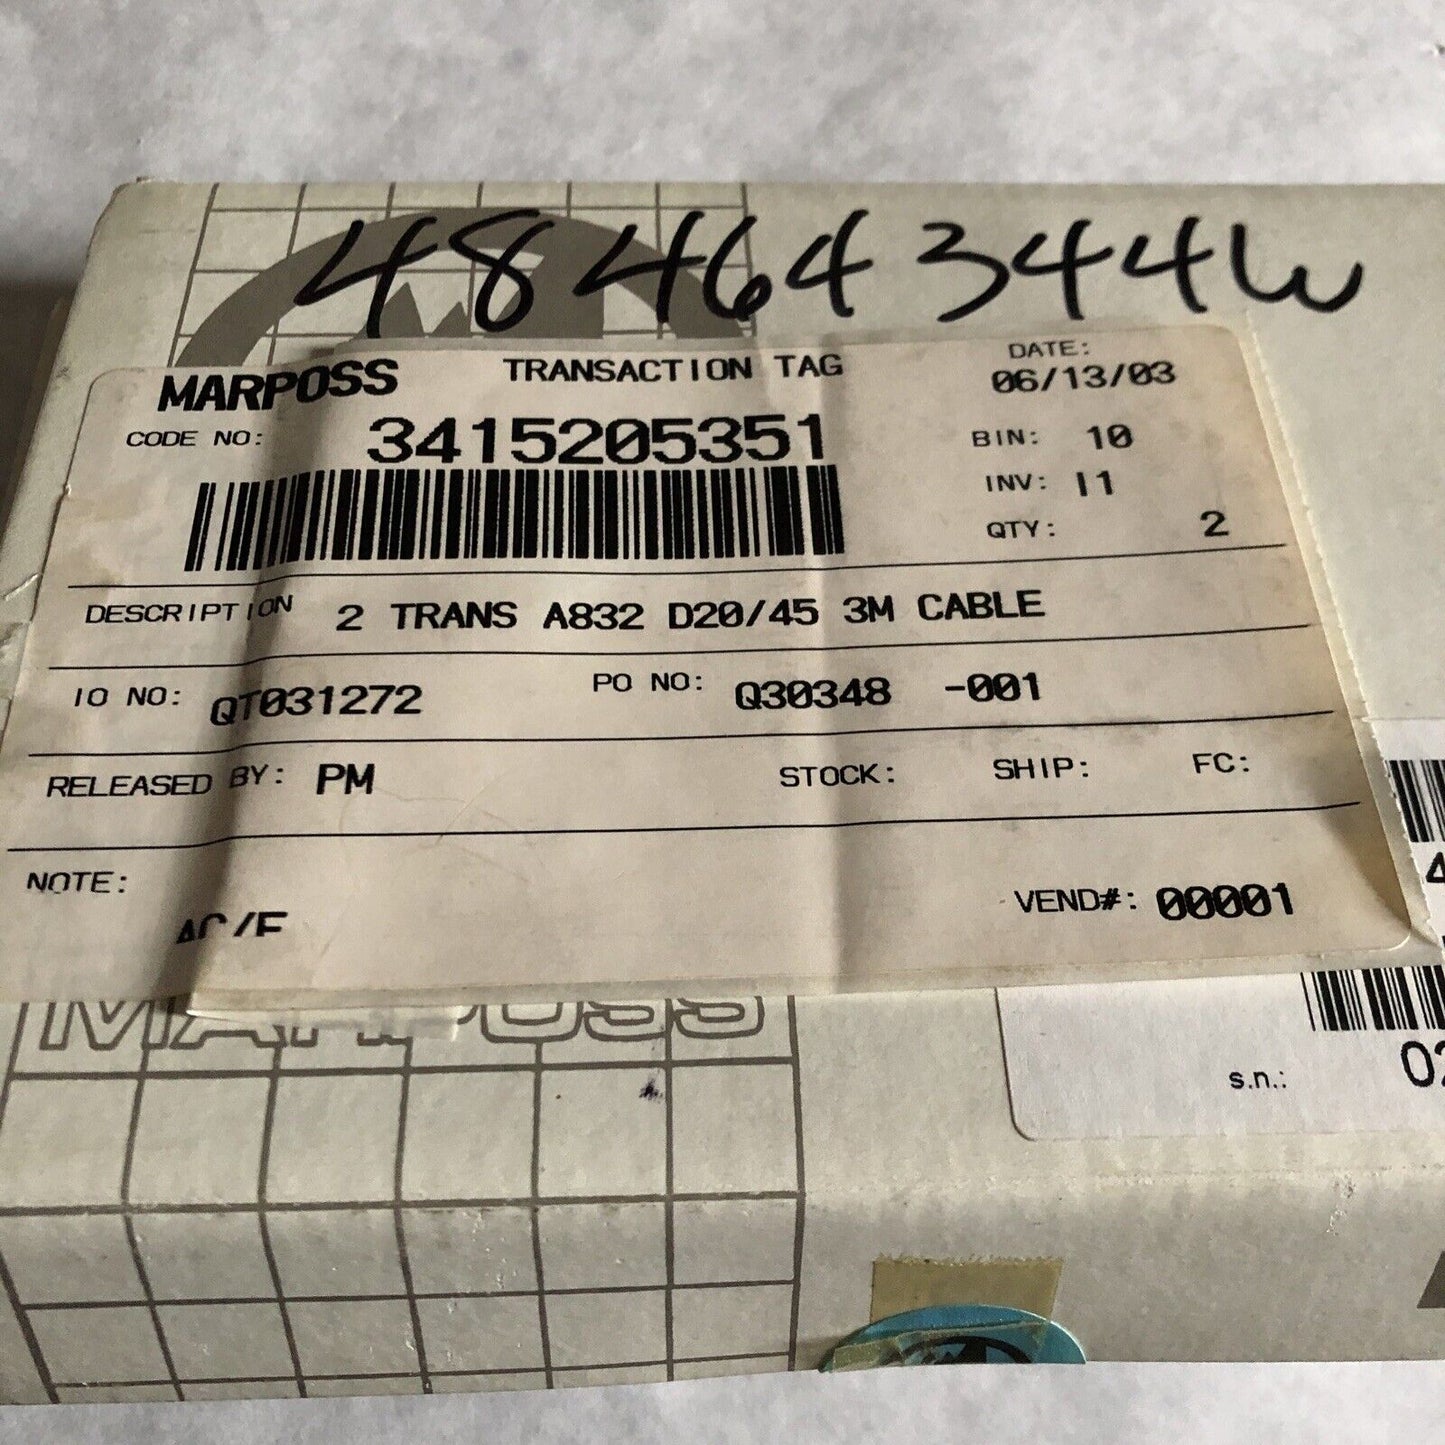 48464344W
MARPOSS TRANSACTION TAG DATE:
06/13/03
CODE NO: 3415205351 BIN: 10
INV: I1
QTY: 2
DESCRIPTION 2 TRANS A832 D20/45 3M CABLE
IO NO: QT031272 PO NO: Q30348 -001
RELEASED BY: PM STOCK: SHIP: FC:
NOTE: VEND#: 00001
MARPOSS
s.n.: